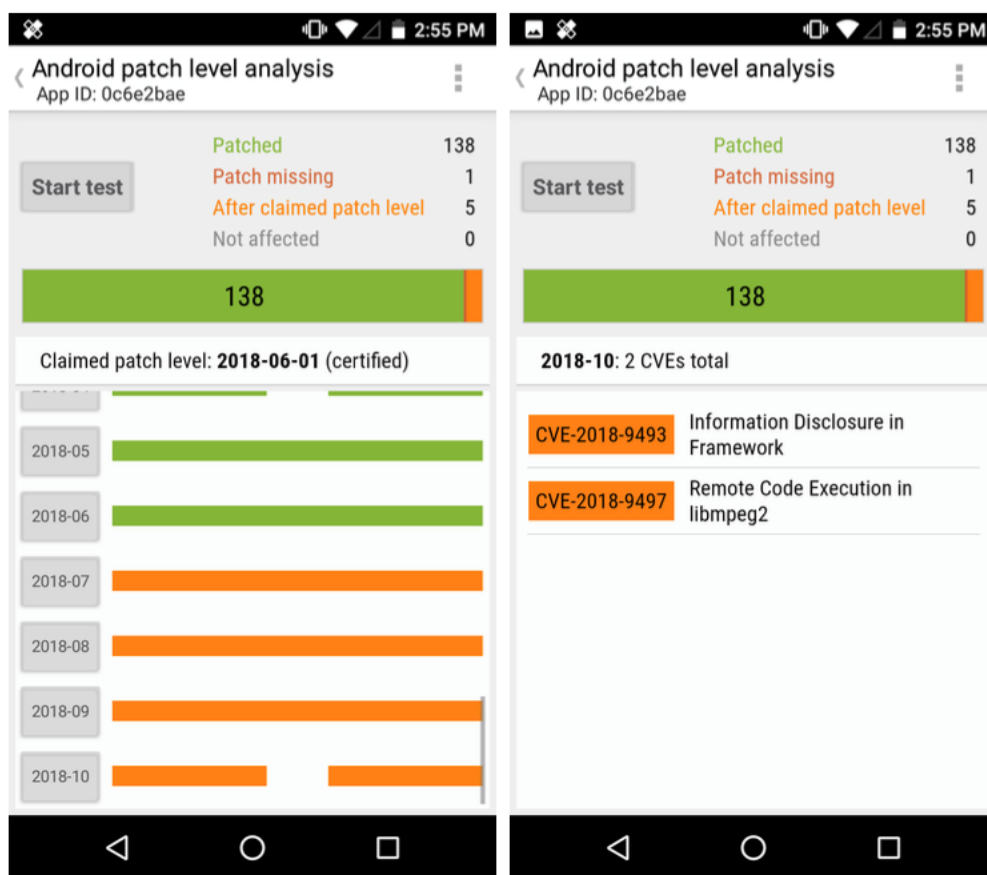 2:55 PM
Android patch level analysis
App ID: 0c6e2bae
Start test
Patched 138
Patch missing 1
After claimed patch level 5
Not affected 0
138
Claimed patch level: 2018-06-01 (certified)
2018-05
2018-06
2018-07
2018-08
2018-09
2018-10
2:55 PM
Android patch level analysis
App ID: 0c6e2bae
Start test
Patched 138
Patch missing 1
After claimed patch level 5
Not affected 0
138
2018-10: 2 CVEs total
CVE-2018-9493 Information Disclosure in
Framework
CVE-2018-9497 Remote Code Execution in
libmpeg2